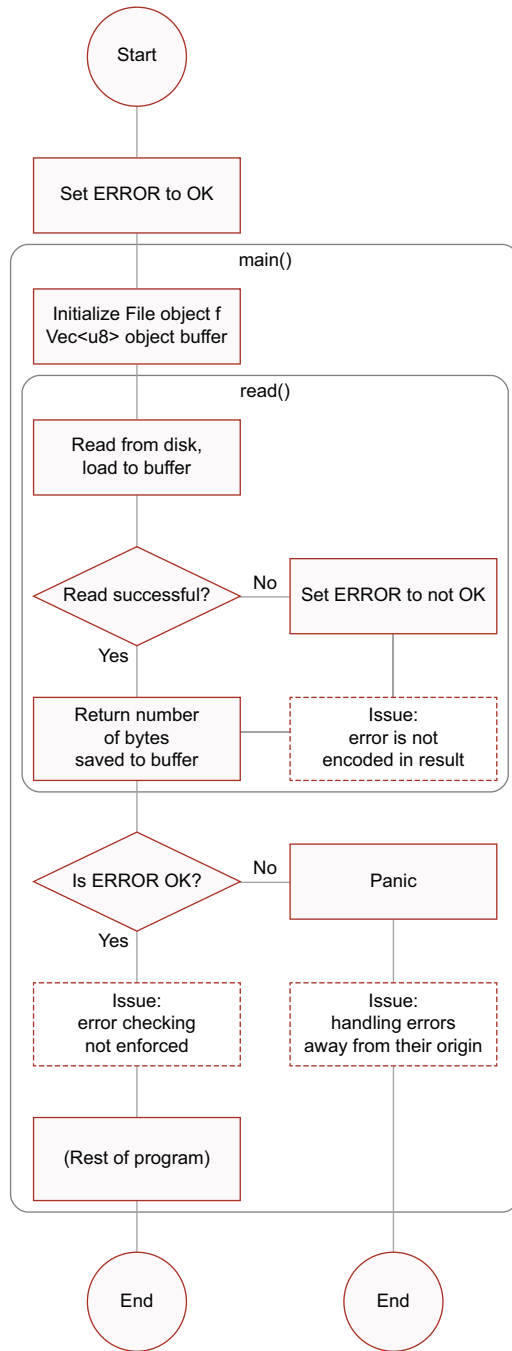 Start
Set ERROR to OK
main()
Initialize File object f
Vec<u8> object buffer
read()
Read from disk,
load to buffer
Read successful?
No
Set ERROR to not OK
Yes
Return number
of bytes
saved to buffer
Issue:
error is not
encoded in result
Is ERROR OK?
No
Panic
Yes
Issue:
error checking
not enforced
Issue:
handling errors
away from their origin
(Rest of program)
End
End